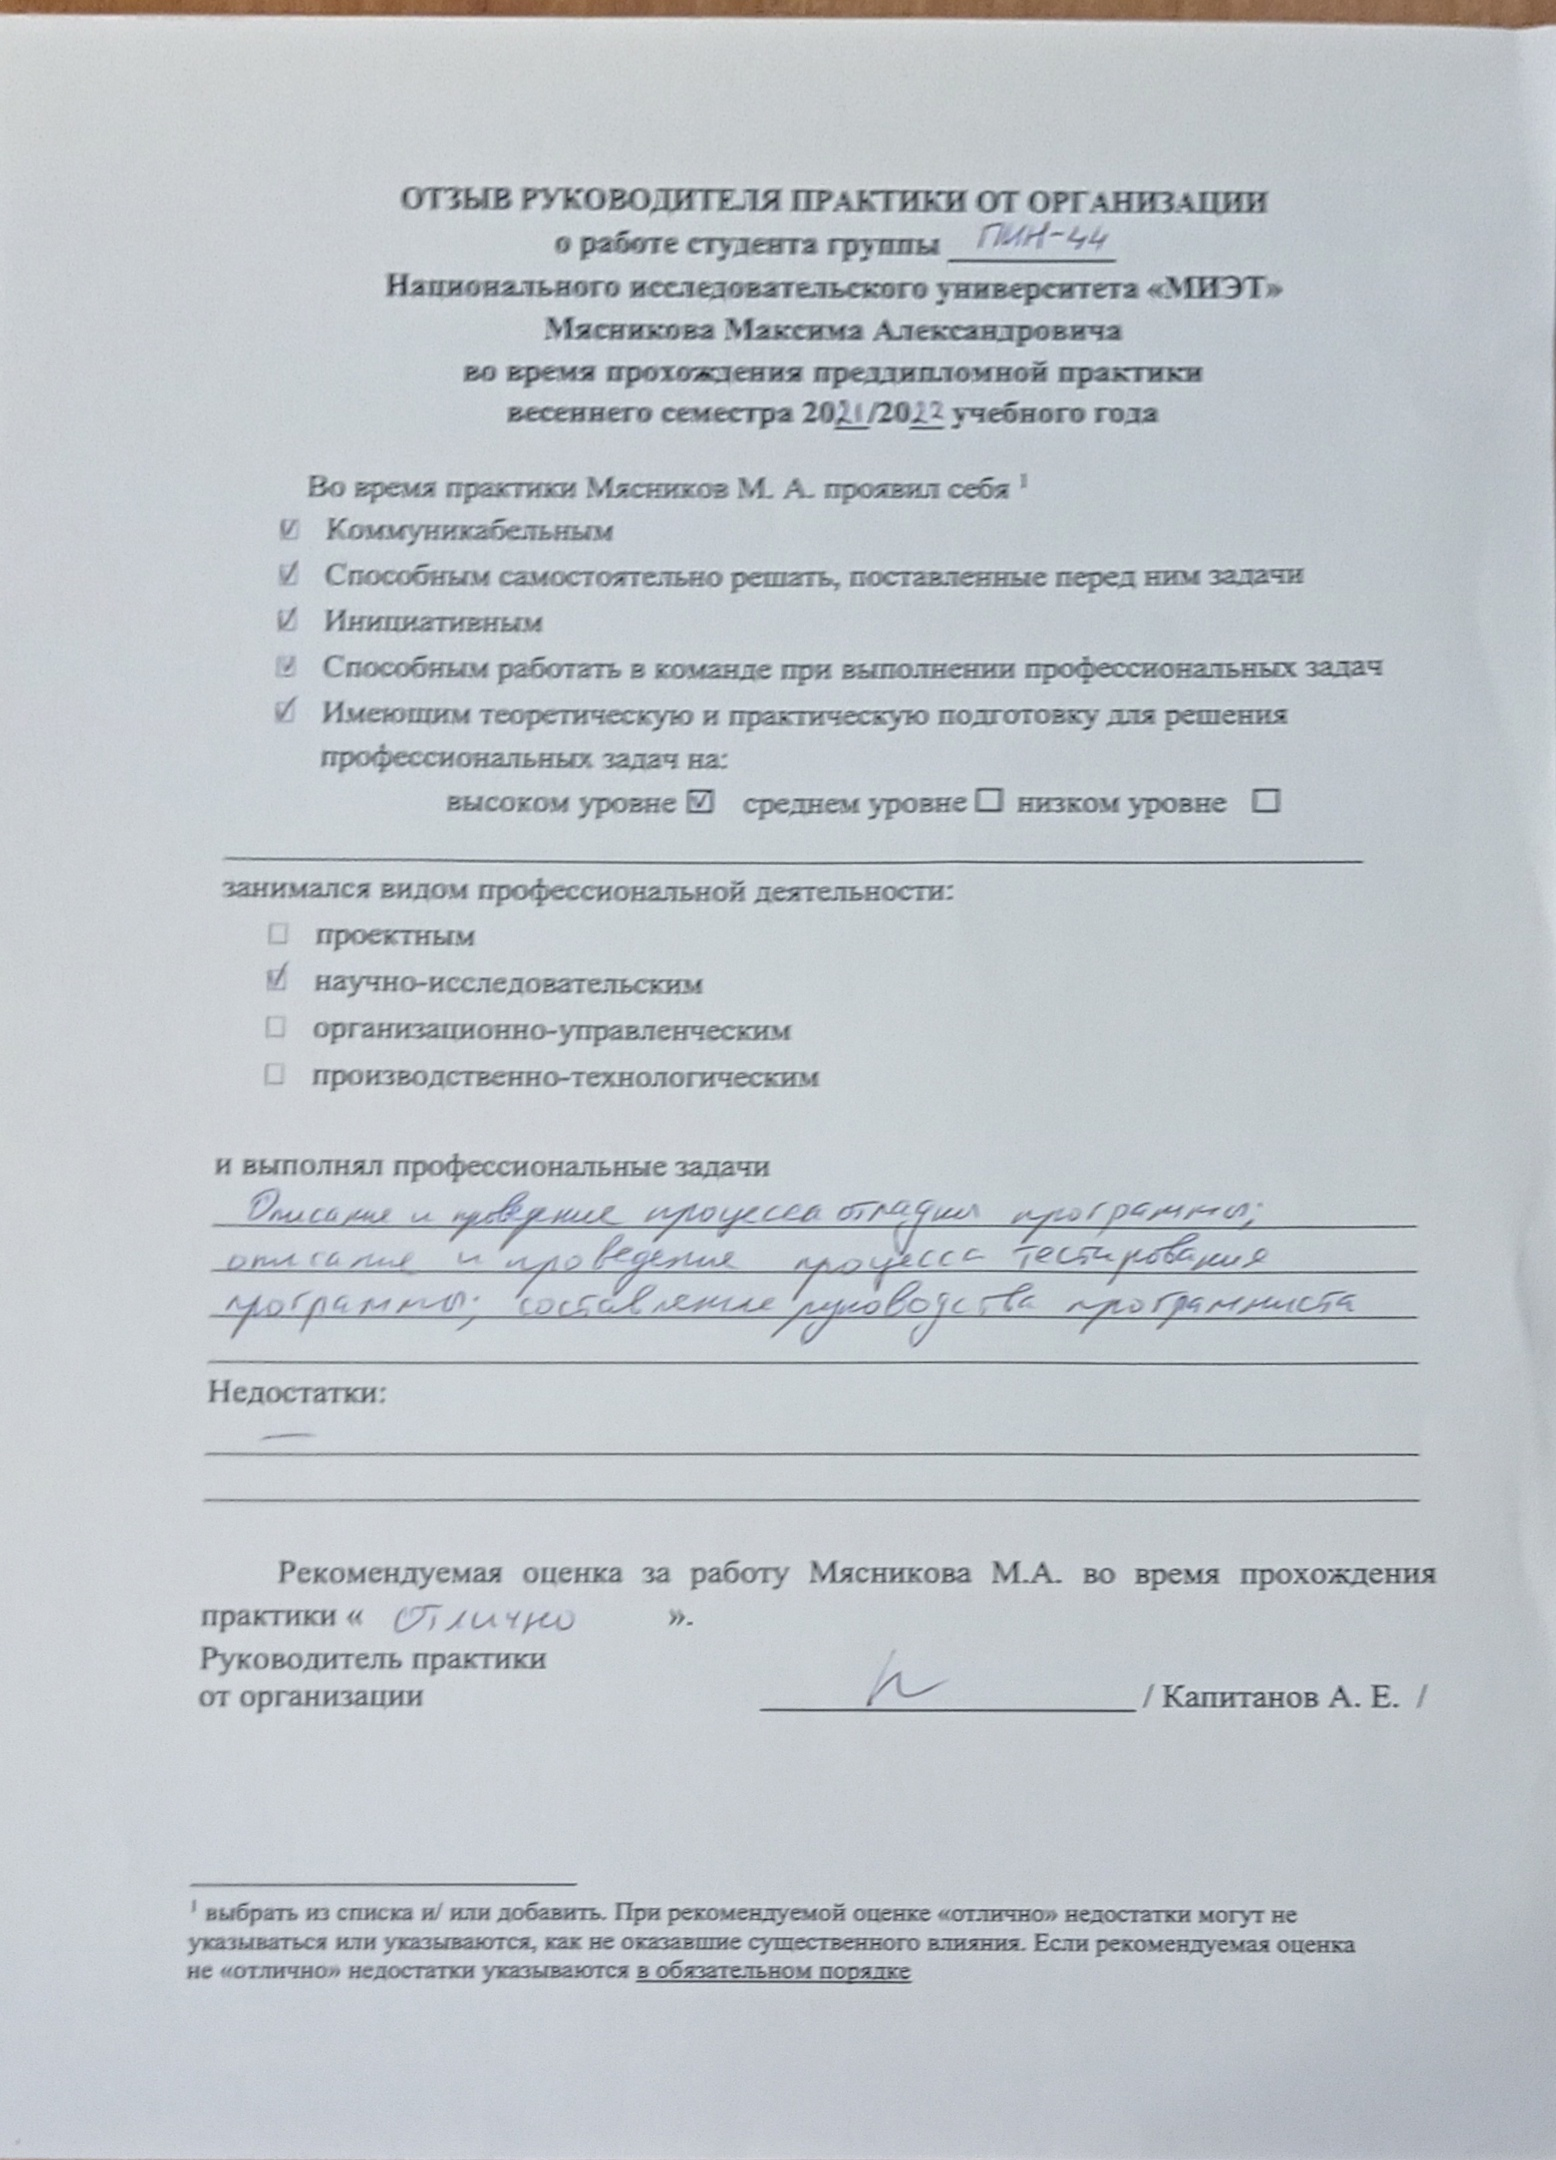 ОТЗЫВ РУКОВОДИТЕЛЯ ПРАКТИКИ ОТ ОРГАНИЗАЦИИ
о работе студента группы ПИН-44
Национального исследовательского университета «МИЭТ»
Мясникова Максима Александровича
во время прохождения преддипломной практики
весеннего семестра 2021/2022 учебного года
Во время практики Мясников М. А. проявил себя 1
☑ Коммуникабельным
☑ Способным самостоятельно решать, поставленные перед ним задачи
☑ Инициативным
☑ Способным работать в команде при выполнении профессиональных задач
☑ Имеющим теоретическую и практическую подготовку для решения
профессиональных задач на:
высоком уровне ☑ среднем уровне ☐ низком уровне ☐
занимался видом профессиональной деятельности:
☐ проектным
☑ научно-исследовательским
☐ организационно-управленческим
☐ производственно-технологическим
и выполнял профессиональные задачи
Описание и проведение процесса отладки программы;
описание и проведение процесса тестирования
программы; составление руководства программиста
Недостатки:
—
Рекомендуемая оценка за работу Мясникова М.А. во время прохождения
практики « отлично ».
Руководитель практики
от организации / Капитанов А. Е. /
1 выбрать из списка и/ или добавить. При рекомендуемой оценке «отлично» недостатки могут не
указываться или указываются, как не оказавшие существенного влияния. Если рекомендуемая оценка
не «отлично» недостатки указываются в обязательном порядке